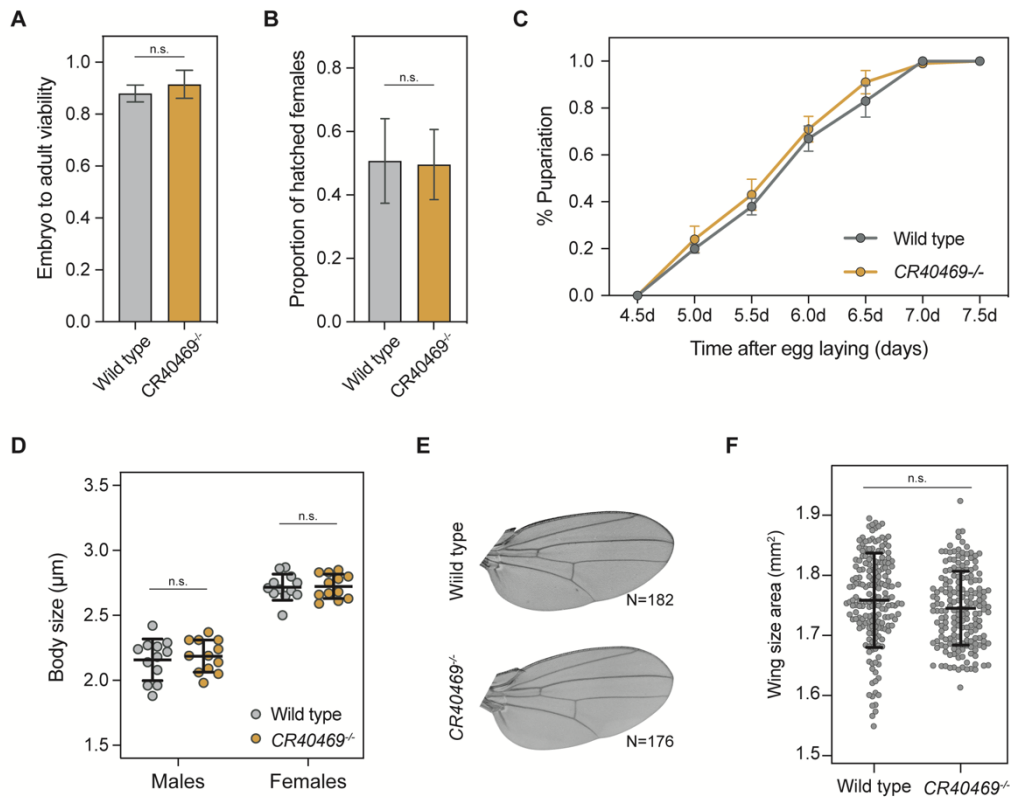 A
Embryo to adult viability
1.0
0.8
0.6
0.4
0.2
0.0
n.s.
Wild type
CR40469-/-
B
Proportion of hatched females
0.8
0.6
0.4
0.2
0.0
n.s.
Wild type
CR40469-/-
C
% Pupariation
1.0
0.8
0.6
0.4
0.2
0.0
Wild type
CR40469-/-
4.5d 5.0d 5.5d 6.0d 6.5d 7.0d 7.5d
Time after egg laying (days)
D
Body size (μm)
3.5
3.0
2.5
2.0
1.5
n.s.
n.s.
Wild type
CR40469-/-
Males Females
E
Wiild type
N=182
CR40469-/-
N=176
F
Wing size area (mm2)
1.9
1.8
1.7
1.6
1.5
n.s.
Wild type CR40469-/-